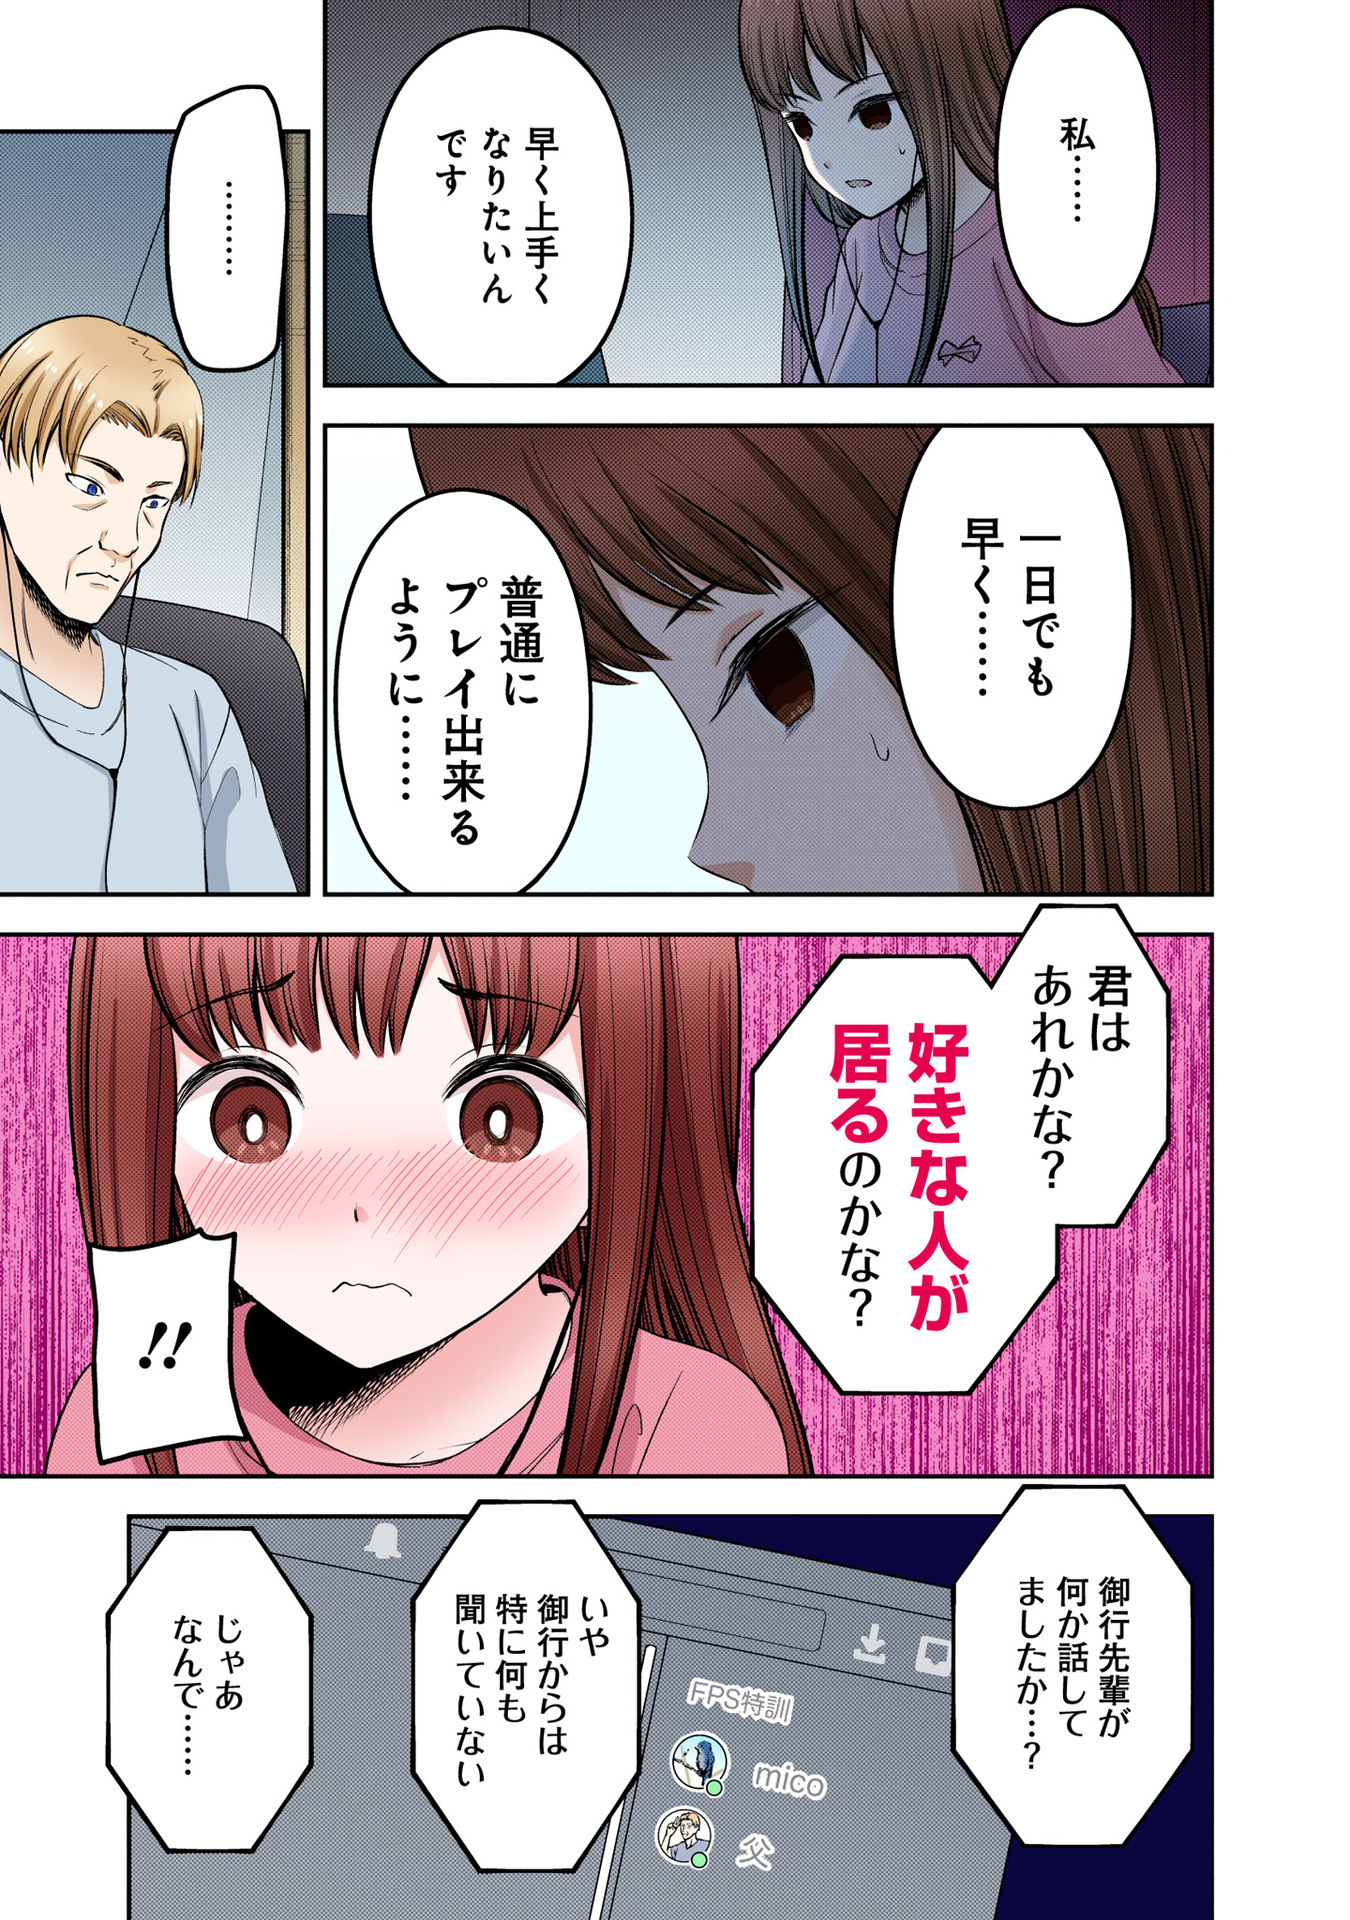 私……
早く上手く
なりたいん
です
一日でも
早く……
普通に
プレイ出来る
ように……
………
君は
あれかな？
好きな人が
居るのかな？
!!
御行先輩が
何か話して
ましたか…？
いや
御行からは
特に何も
聞いていない
じゃあ
なんで……
FPS特訓
mico
父